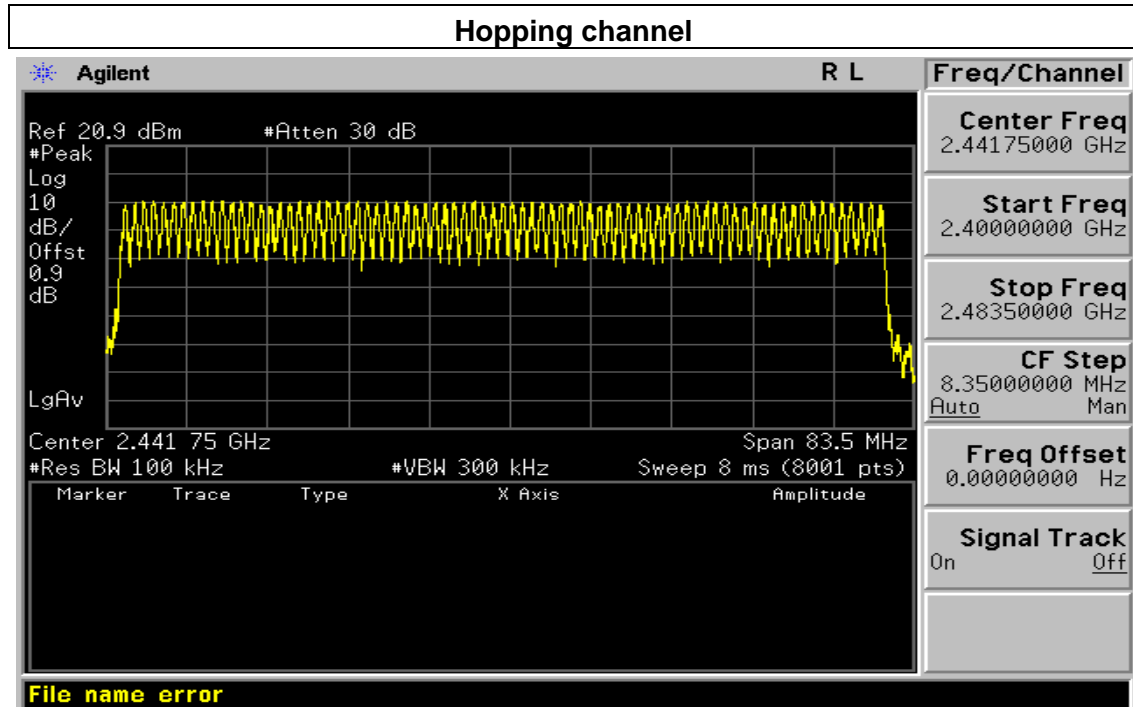 Hopping channel
Agilent R L Freq/Channel
Ref 20.9 dBm #Atten 30 dB
#Peak
Log
10
dB/
Offst
0.9
dB
LgAv
Center 2.441 75 GHz Span 83.5 MHz
#Res BW 100 kHz #VBW 300 kHz Sweep 8 ms (8001 pts)
Marker Trace Type X Axis Amplitude
Center Freq
2.44175000 GHz
Start Freq
2.40000000 GHz
Stop Freq
2.48350000 GHz
CF Step
8.35000000 MHz
Auto Man
Freq Offset
0.00000000 Hz
Signal Track
On Off
File name error